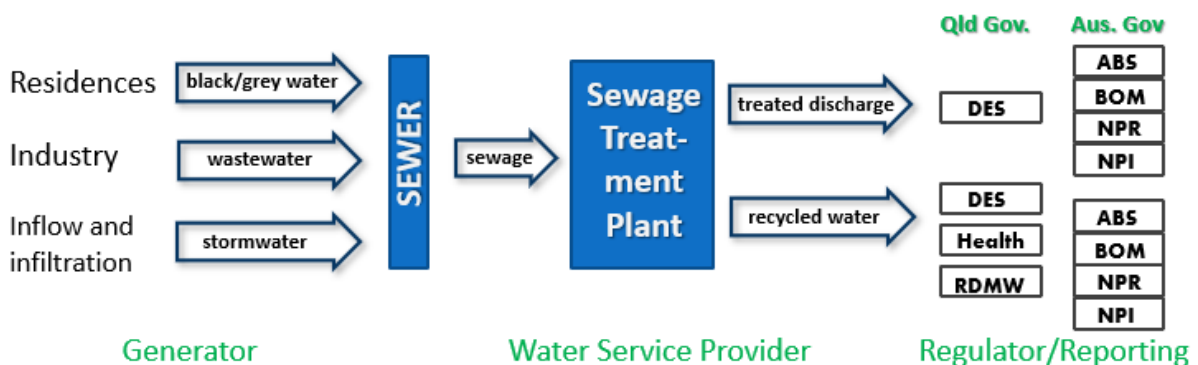 Qld Gov.
Aus. Gov
Residences
black/grey water
Industry
wastewater
Inflow and
infiltration
stormwater
SEWER
sewage
Sewage
Treat-
ment
Plant
treated discharge
recycled water
DES
ABS
BOM
NPR
NPI
DES
Health
RDMW
ABS
BOM
NPR
NPI
Generator
Water Service Provider
Regulator/Reporting